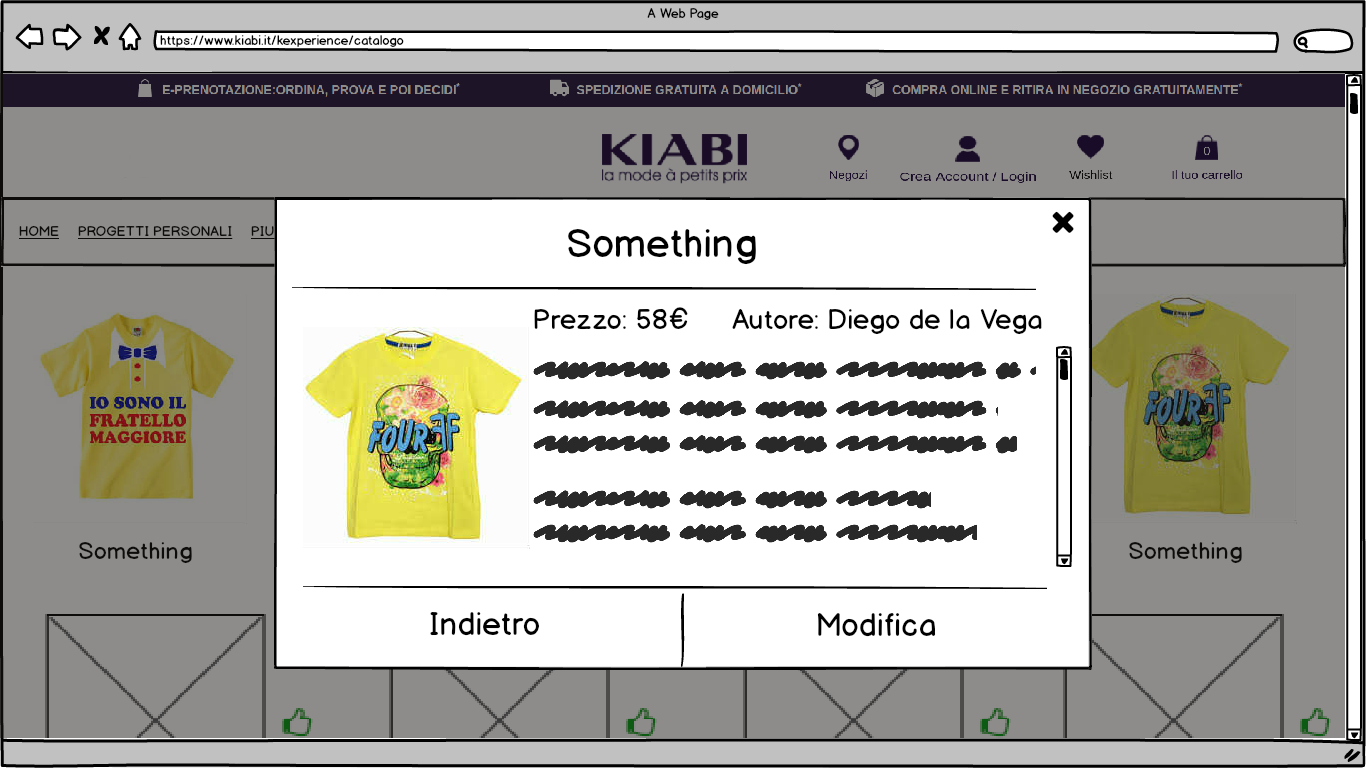 A Web Page
https://www.kiabi.it/kexperience/catalogo
E-PRENOTAZIONE:ORDINA, PROVA E POI DECIDI*
SPEDIZIONE GRATUITA A DOMICILIO*
COMPRA ONLINE E RITIRA IN NEGOZIO GRATUITAMENTE*
KIABI
la mode à petits prix
Negozi
Crea Account / Login
Wishlist
0
Il tuo carrello
HOME
PROGETTI PERSONALI
PIU
Something
Prezzo: 58€
Autore: Diego de la Vega
IO SONO IL
FRATELLO
MAGGIORE
FOUR
FOUR
Something
Something
Indietro
Modifica